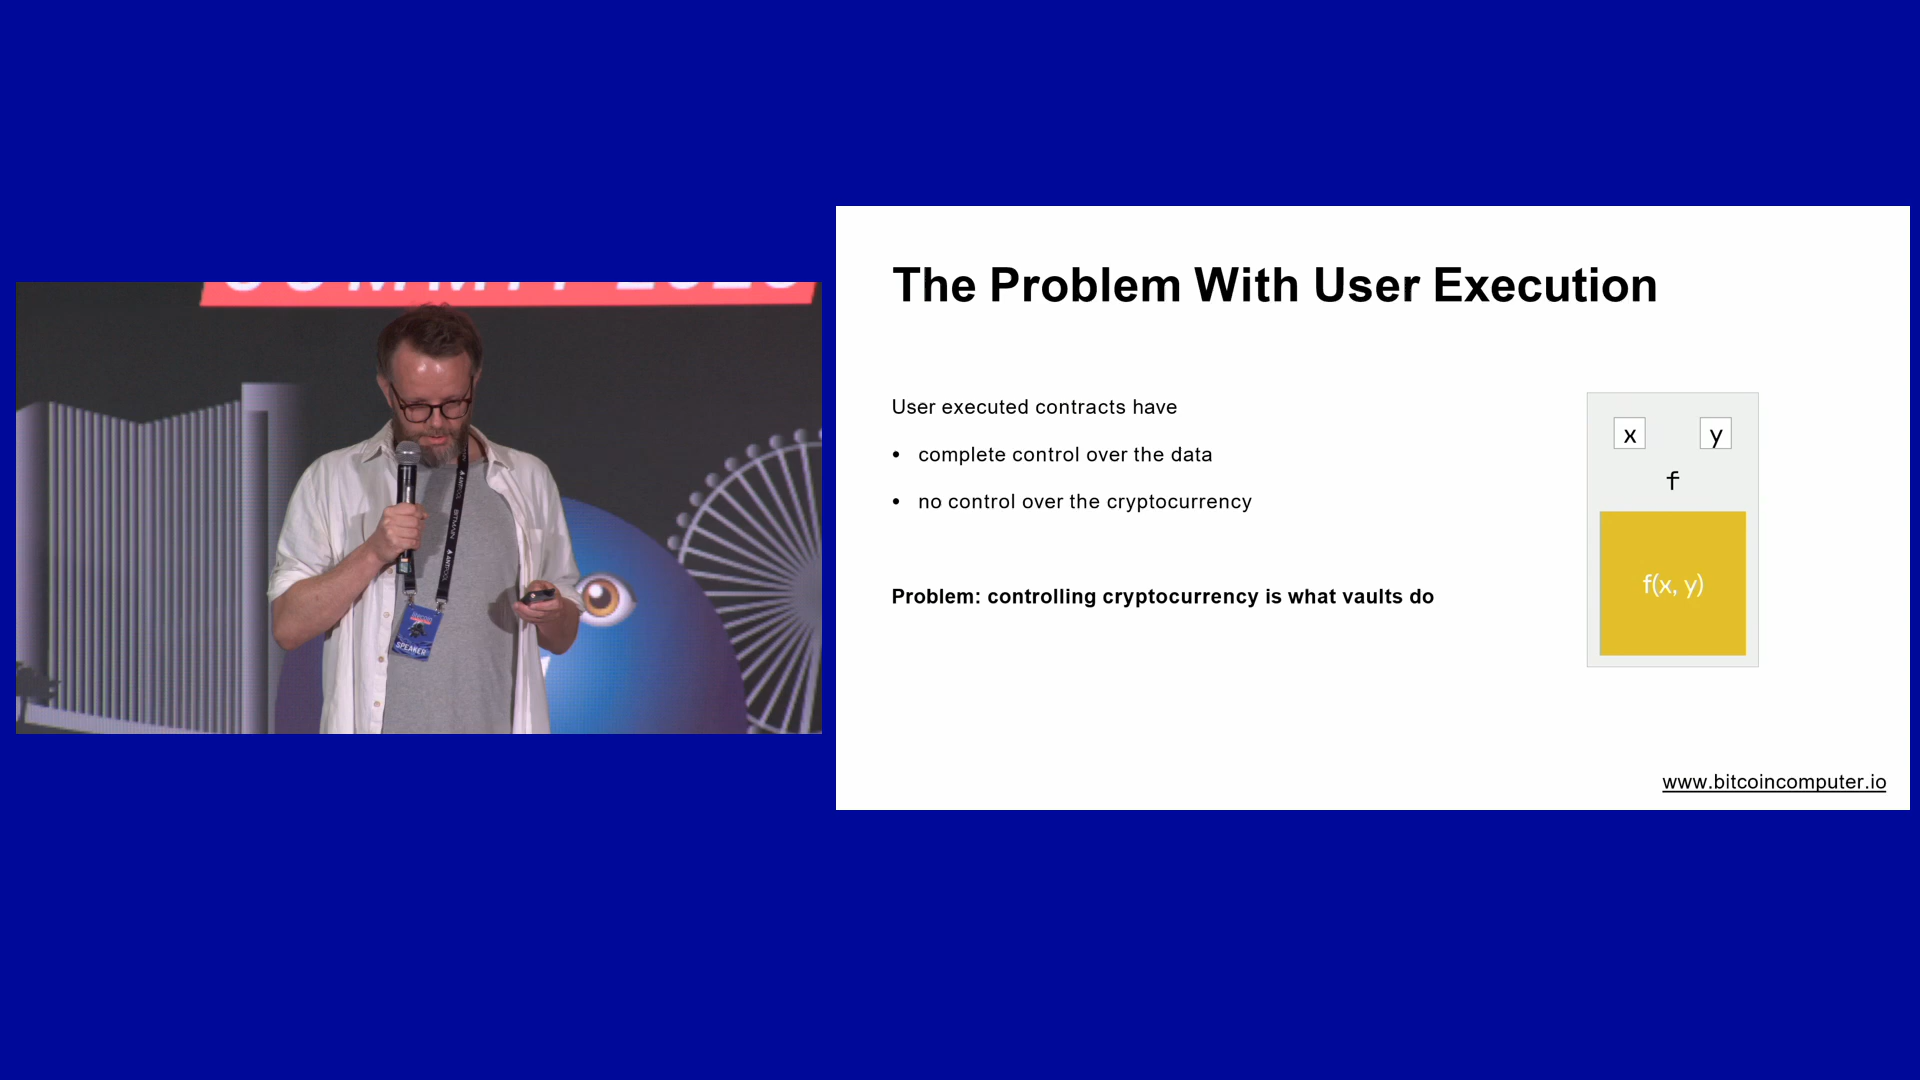 The Problem With User Execution
User executed contracts have
• complete control over the data
• no control over the cryptocurrency
Problem: controlling cryptocurrency is what vaults do
x y
f
f(x, y)
www.bitcoincomputer.io
BITMAIN
SPEAKER